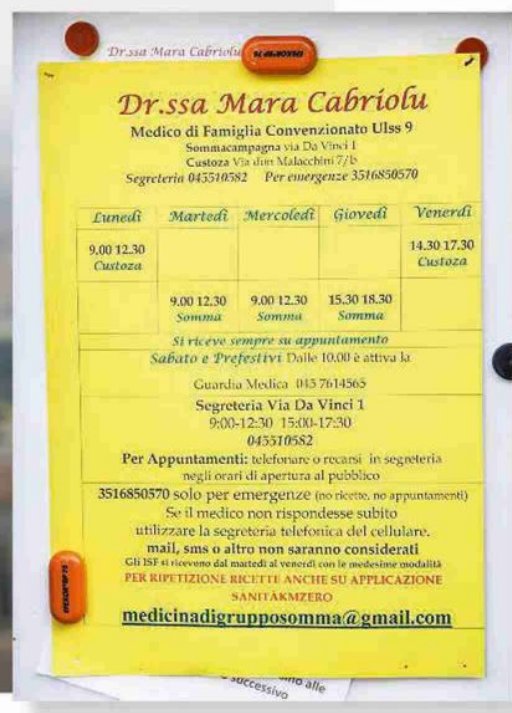 Dr.ssa Mara Cabriolu
Dr.ssa Mara Cabriolu
Medico di Famiglia Convenzionato Ulss 9
Sommacampagna via Da Vinci 1
Custoza Via don Malacchini 7/b
Segreteria 045510582 Per emergenze 3516850570
Lunedì Martedì Mercoledì Giovedì Venerdì
9.00 12.30 14.30 17.30
Custoza Custoza
9.00 12.30 9.00 12.30 15.30 18.30
Somma Somma Somma
Si riceve sempre su appuntamento
Sabato e Prefestivi Dalle 10.00 è attiva la
Guardia Medica 045 7614565
Segreteria Via Da Vinci 1
9:00-12:30 15:00-17:30
045510582
Per Appuntamenti: telefonare o recarsi in segreteria
negli orari di apertura al pubblico
3516850570 solo per emergenze (no ricette, no appuntamenti)
Se il medico non rispondesse subito
utilizzare la segreteria telefonica del cellulare.
mail, sms o altro non saranno considerati
Gli ISF si ricevono dal martedì al venerdì con le medesime modalità
PER RIPETIZIONE RICETTE ANCHE SU APPLICAZIONE
SANITÀKMZERO
medicinadigrupposomma@gmail.com
alle
successivo